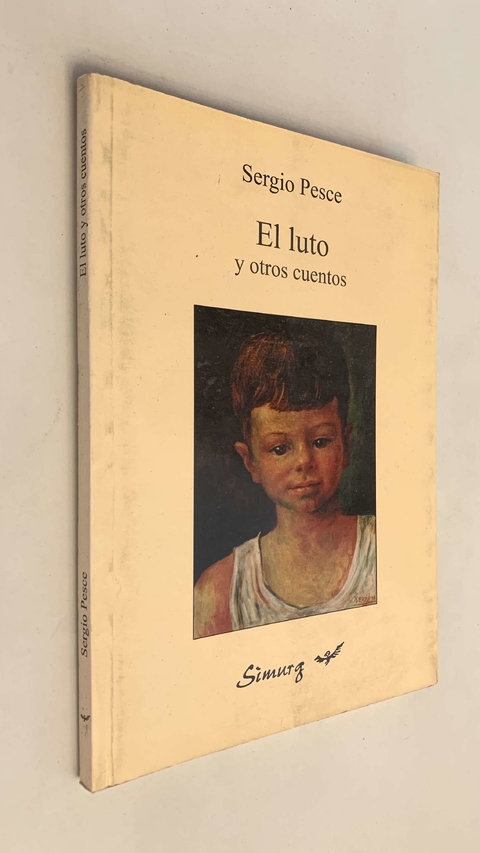 Sergio Pesce
El luto
y otros cuentos
Simurg
El luto y otros cuentos
Sergio Pesce